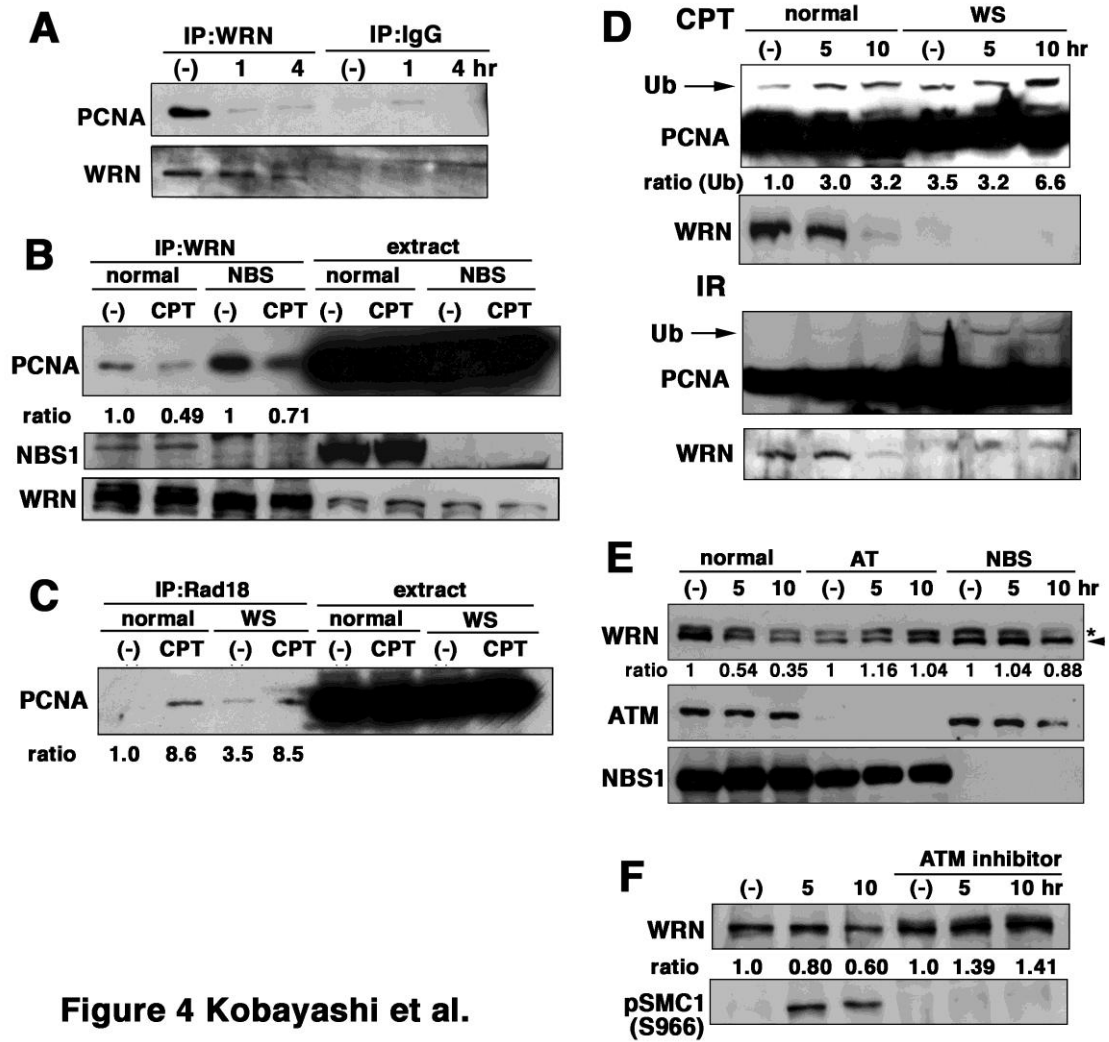 A
IP:WRN IP:IgG
(-) 1 4 (-) 1 4 hr
PCNA
WRN
B
IP:WRN extract
normal NBS normal NBS
(-) CPT (-) CPT (-) CPT (-) CPT
PCNA
ratio 1.0 0.49 1 0.71
NBS1
WRN
C
IP:Rad18 extract
normal WS normal WS
(-) CPT (-) CPT (-) CPT (-) CPT
PCNA
ratio 1.0 8.6 3.5 8.5
Figure 4 Kobayashi et al.
D
CPT normal WS
(-) 5 10 (-) 5 10 hr
Ub
PCNA
ratio (Ub) 1.0 3.0 3.2 3.5 3.2 6.6
WRN
IR
Ub
PCNA
WRN
E
normal AT NBS
(-) 5 10 (-) 5 10 (-) 5 10 hr
WRN *
ratio 1 0.54 0.35 1 1.16 1.04 1 1.04 0.88
ATM
NBS1
F
ATM inhibitor
(-) 5 10 (-) 5 10 hr
WRN
ratio 1.0 0.80 0.60 1.0 1.39 1.41
pSMC1
(S966)